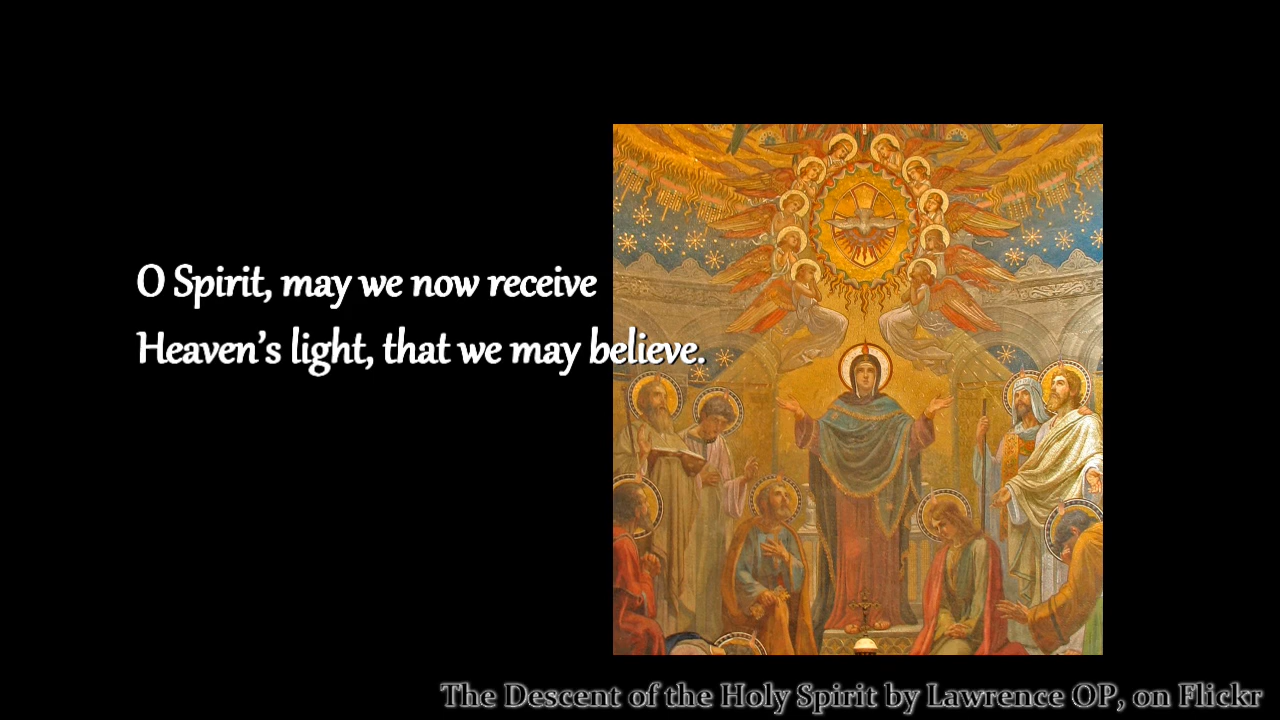 O Spirit, may we now receive
Heaven’s light, that we may believe.
The Descent of the Holy Spirit by Lawrence OP, on Flickr